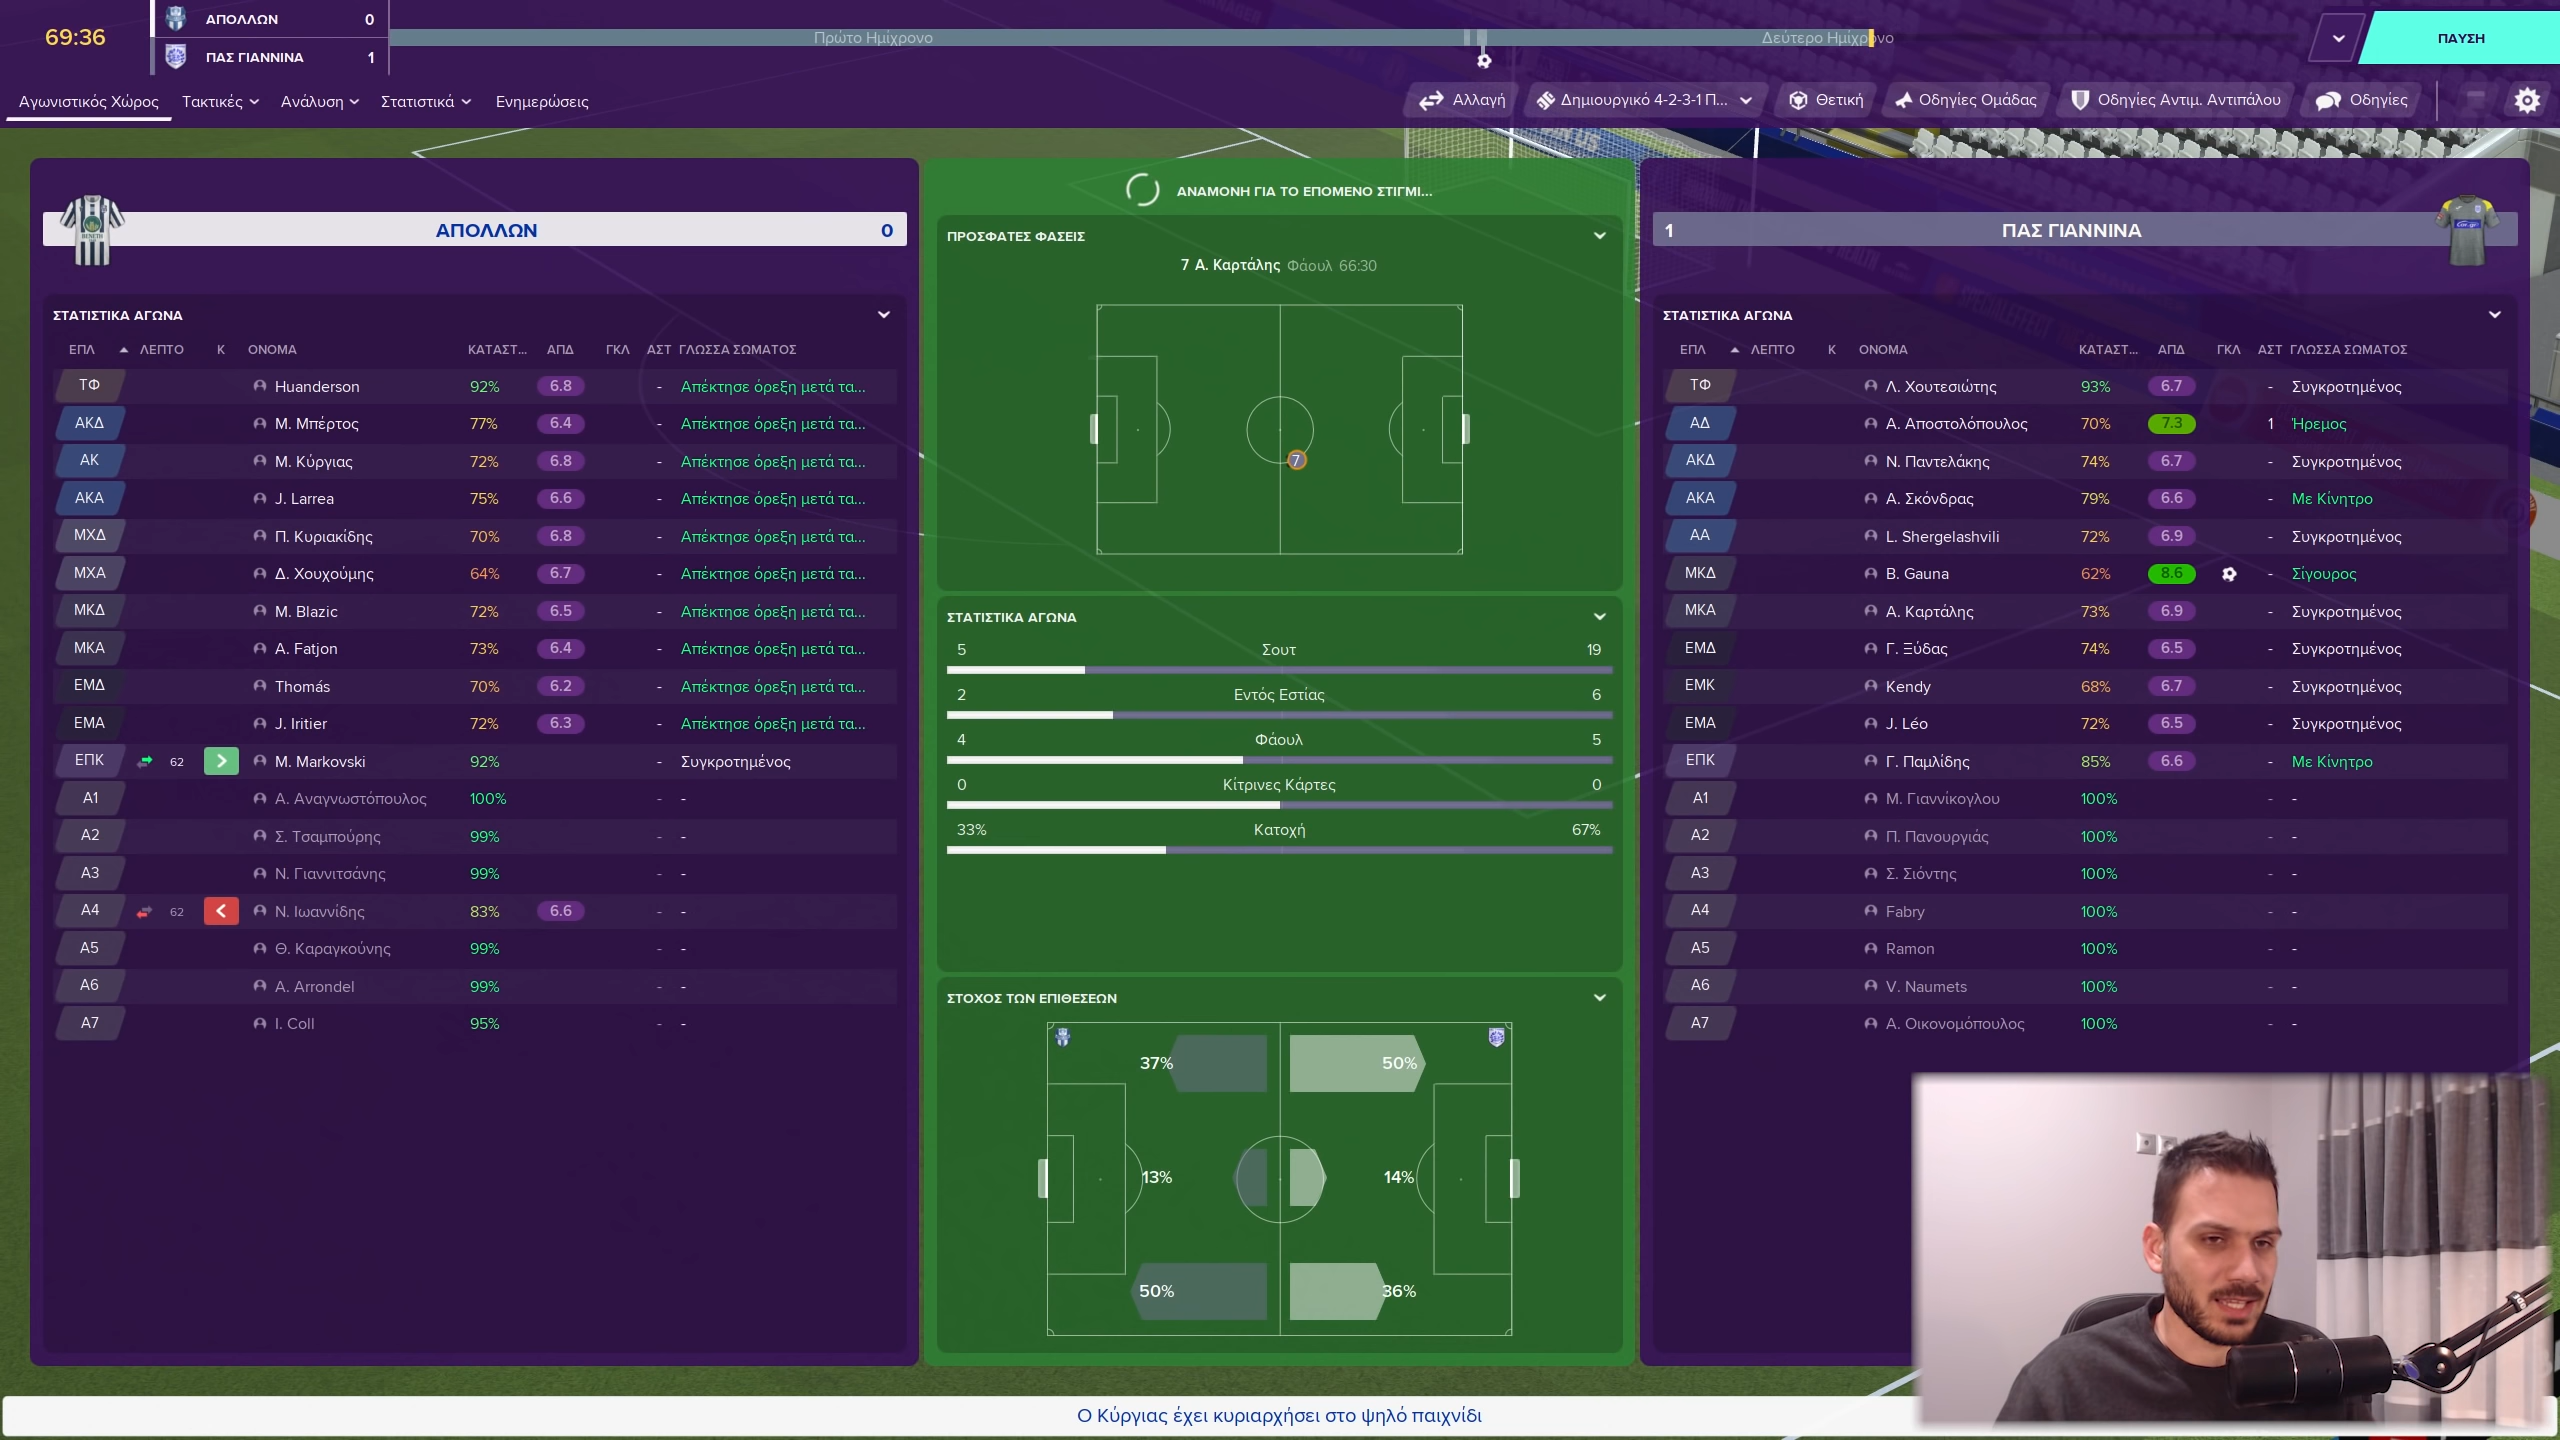 69:36
ΑΠΟΛΛΩΝ 0
ΠΑΣ ΓΙΑΝΝΙΝΑ 1
Πρώτο Ημίχρονο
Δεύτερο Ημίχρονο
ΠΑΥΣΗ
Αγωνιστικός Χώρος Τακτικές Ανάλυση Στατιστικά Ενημερώσεις
Αλλαγή Δημιουργικό 4-2-3-1 Π... Θετική Οδηγίες Ομάδας Οδηγίες Αντιμ. Αντιπάλου Οδηγίες
ΑΠΟΛΛΩΝ 0
ΣΤΑΤΙΣΤΙΚΑ ΑΓΩΝΑ
ΕΠΛ ΛΕΠΤΟ Κ ΟΝΟΜΑ ΚΑΤΑΣΤ... ΑΠΔ ΓΚΛ ΑΣΤ ΓΛΩΣΣΑ ΣΩΜΑΤΟΣ
ΤΦ Huanderson 92% 6.8 - Απέκτησε όρεξη μετά τα...
ΑΚΔ Μ. Μπέρτος 77% 6.4 - Απέκτησε όρεξη μετά τα...
ΑΚ Μ. Κύργιας 72% 6.8 - Απέκτησε όρεξη μετά τα...
ΑΚΑ J. Larrea 75% 6.6 - Απέκτησε όρεξη μετά τα...
ΜΧΔ Π. Κυριακίδης 70% 6.8 - Απέκτησε όρεξη μετά τα...
ΜΧΑ Δ. Χουχούμης 64% 6.7 - Απέκτησε όρεξη μετά τα...
ΜΚΔ M. Blazic 72% 6.5 - Απέκτησε όρεξη μετά τα...
ΜΚΑ A. Fatjon 73% 6.4 - Απέκτησε όρεξη μετά τα...
ΕΜΔ Thomás 70% 6.2 - Απέκτησε όρεξη μετά τα...
ΕΜΑ J. Iritier 72% 6.3 - Απέκτησε όρεξη μετά τα...
ΕΠΚ 62 M. Markovski 92% Συγκροτημένος
Α1 Α. Αναγνωστόπουλος 100% - -
Α2 Σ. Τσαμπούρης 99% - -
Α3 Ν. Γιαννιτσάνης 99% - -
Α4 62 Ν. Ιωαννίδης 83% 6.6 - -
Α5 Θ. Καραγκούνης 99% - -
Α6 A. Arrondel 99% - -
Α7 I. Coll 95% - -
ΑΝΑΜΟΝΗ ΓΙΑ ΤΟ ΕΠΟΜΕΝΟ ΣΤΙΓΜΙ...
ΠΡΟΣΦΑΤΕΣ ΦΑΣΕΙΣ
7 Α. Καρτάλης Φάουλ 66:30
7
ΣΤΑΤΙΣΤΙΚΑ ΑΓΩΝΑ
5 Σουτ 19
2 Εντός Εστίας 6
4 Φάουλ 5
0 Κίτρινες Κάρτες 0
33% Κατοχή 67%
ΣΤΟΧΟΣ ΤΩΝ ΕΠΙΘΕΣΕΩΝ
37% 50%
13% 14%
50% 36%
1 ΠΑΣ ΓΙΑΝΝΙΝΑ
ΣΤΑΤΙΣΤΙΚΑ ΑΓΩΝΑ
ΕΠΛ ΛΕΠΤΟ Κ ΟΝΟΜΑ ΚΑΤΑΣΤ... ΑΠΔ ΓΚΛ ΑΣΤ ΓΛΩΣΣΑ ΣΩΜΑΤΟΣ
ΤΦ Λ. Χουτεσιώτης 93% 6.7 - Συγκροτημένος
ΑΔ Α. Αποστολόπουλος 70% 7.3 1 Ήρεμος
ΑΚΔ Ν. Παντελάκης 74% 6.7 - Συγκροτημένος
ΑΚΑ Α. Σκόνδρας 79% 6.6 - Με Κίνητρο
ΑΑ L. Shergelashvili 72% 6.9 - Συγκροτημένος
ΜΚΔ B. Gauna 62% 8.6 - Σίγουρος
ΜΚΑ Α. Καρτάλης 73% 6.9 - Συγκροτημένος
ΕΜΔ Γ. Ξύδας 74% 6.5 - Συγκροτημένος
ΕΜΚ Kendy 68% 6.7 - Συγκροτημένος
ΕΜΑ J. Léo 72% 6.5 - Συγκροτημένος
ΕΠΚ Γ. Παμλίδης 85% 6.6 - Με Κίνητρο
Α1 Μ. Γιαννίκογλου 100% - -
Α2 Π. Πανουργιάς 100% - -
Α3 Σ. Σιόντης 100% - -
Α4 Fabry 100% - -
Α5 Ramon 100% - -
Α6 V. Naumets 100% - -
Α7 Α. Οικονομόπουλος 100% - -
Ο Κύργιας έχει κυριαρχήσει στο ψηλό παιχνίδι